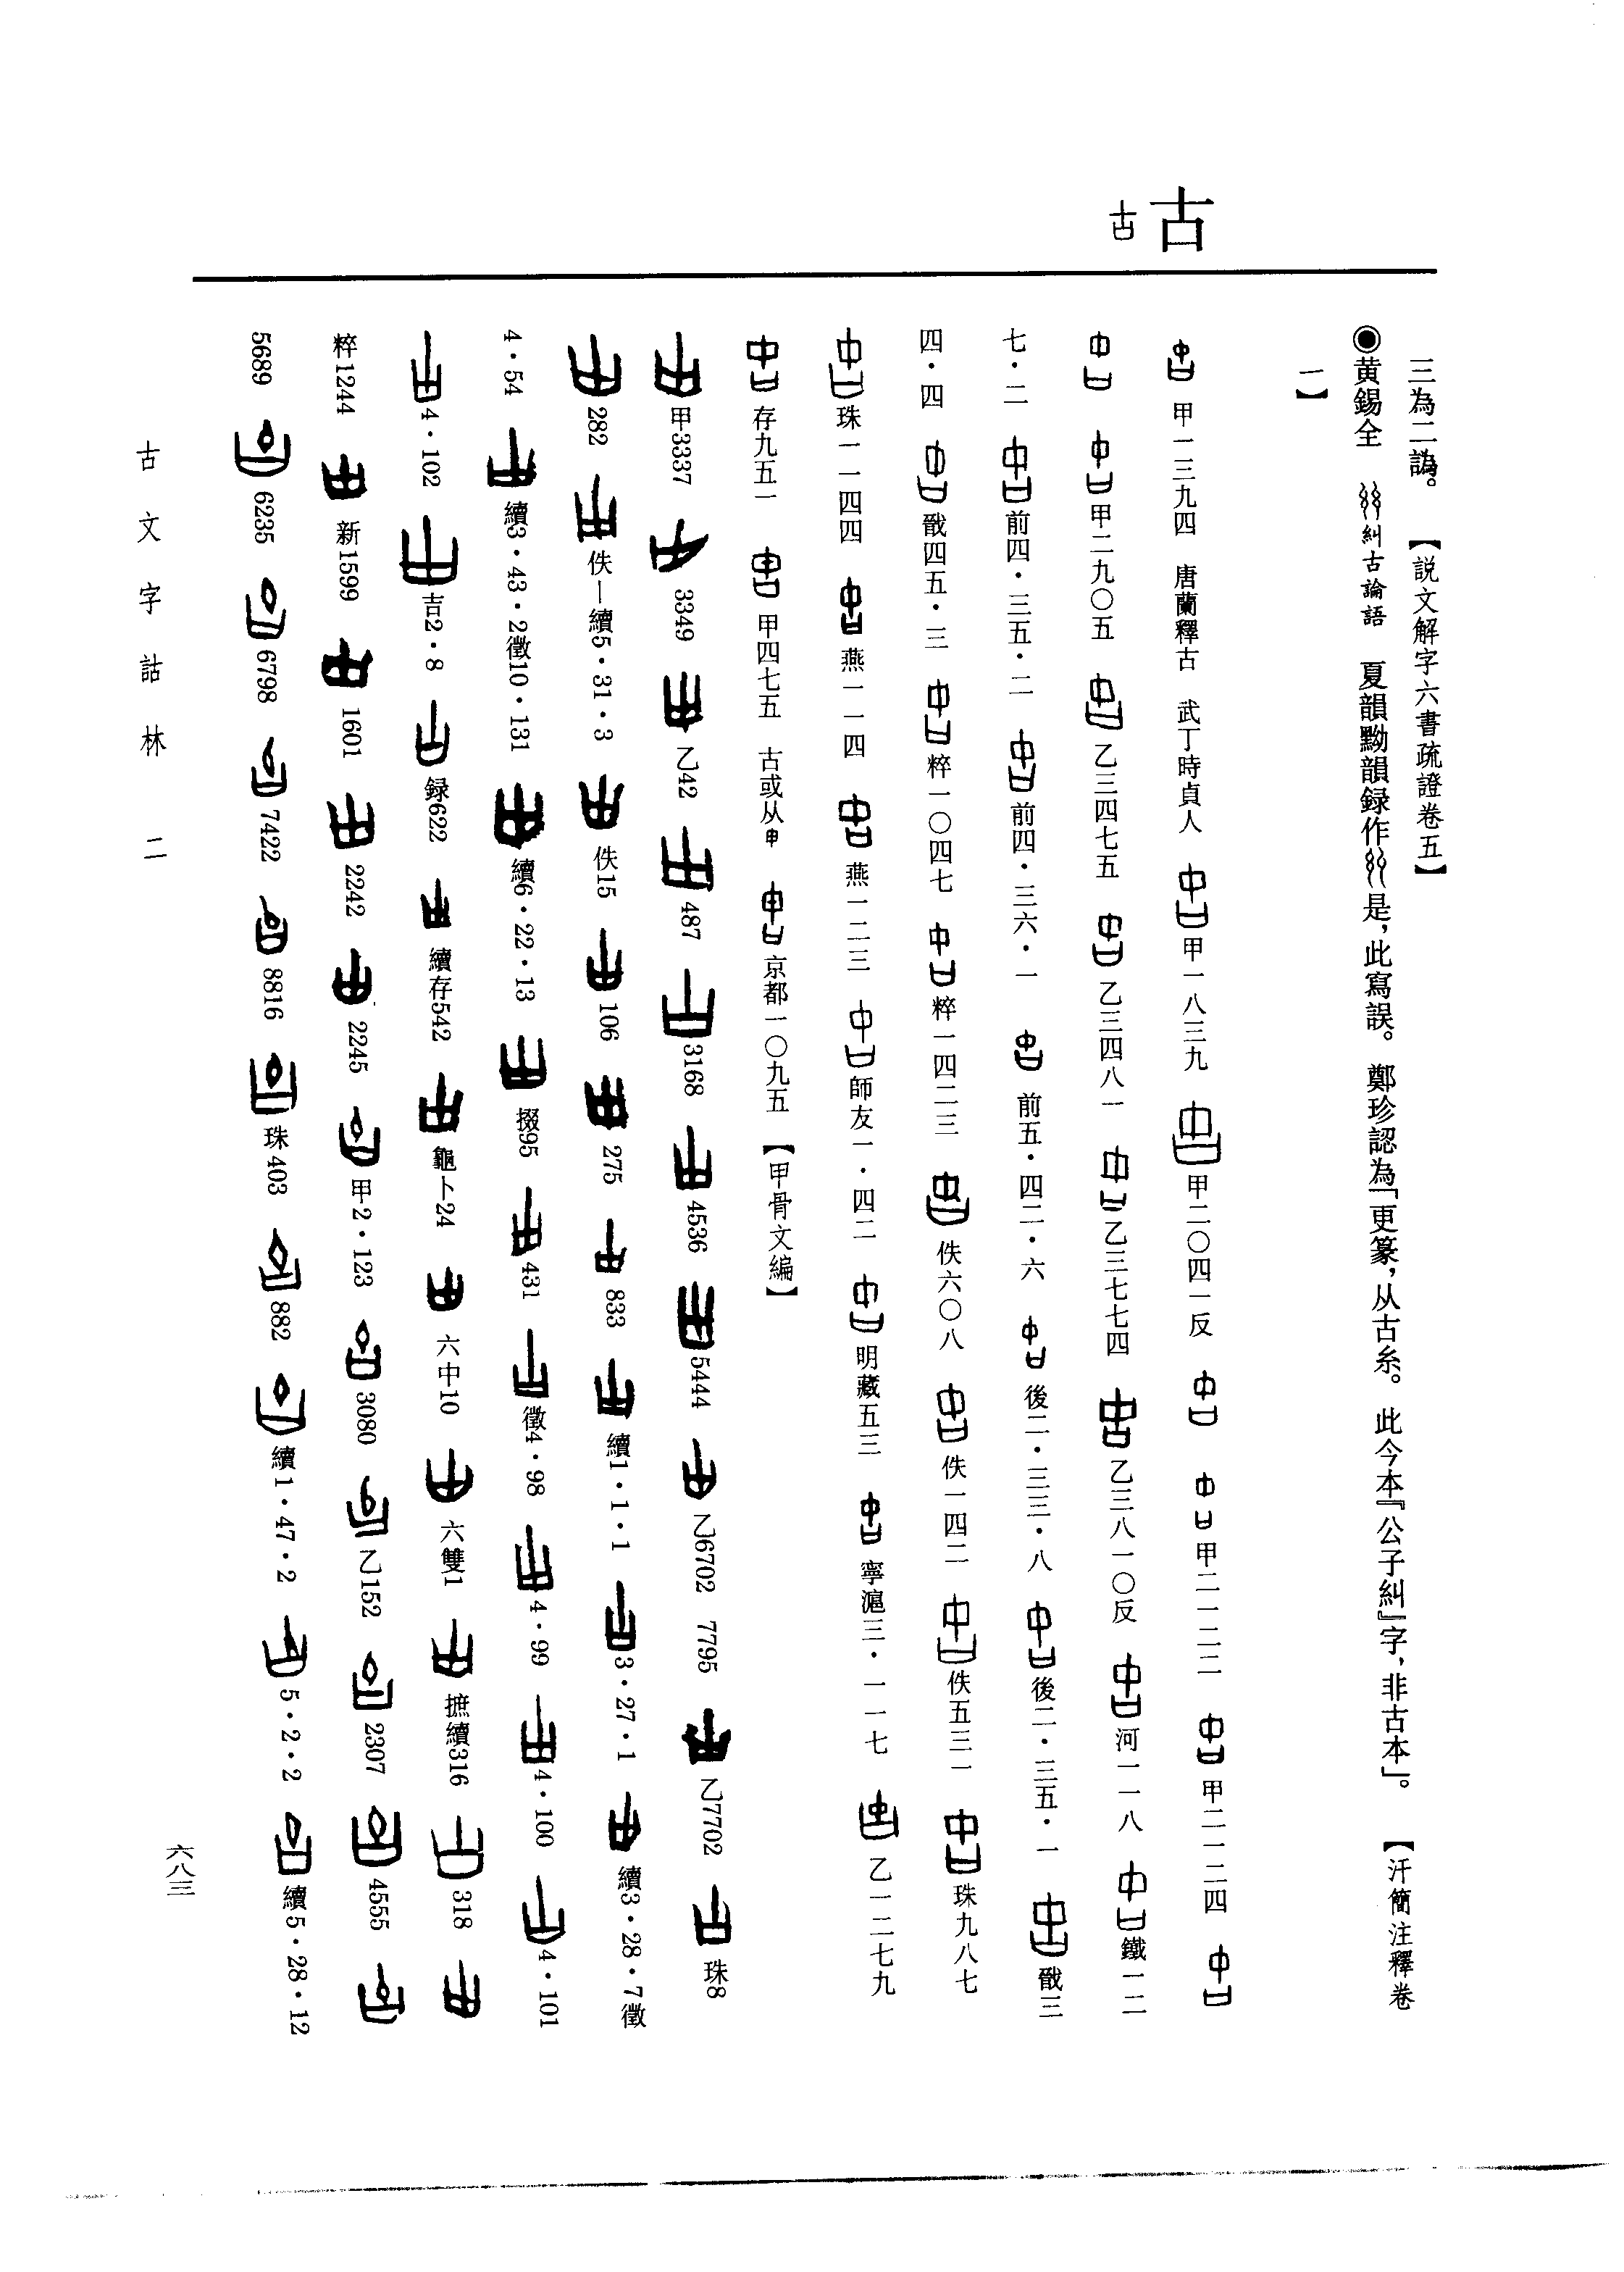 古 古
三為二譌。【説文解字六書疏證卷五】
◉黃錫全 糾古論語 夏韻黝韻録作是，此寫誤。鄭珍認為「更篆，从古糸。此今本『公子糾』字，非古本」。【汗簡注釋卷
一】
甲一三九四 唐蘭釋古 武丁時貞人 甲一八三九 甲二〇四一反 甲二一二二 甲二一二四
甲二九〇五 乙三四七五 乙三四八一 乙三七七四 乙三八一〇反 河一一八 鐵一二
七·二 前四·三五·二 前四·三六·一 前五·四二·六 後二·三三·八 後二·三五·一 戩三
四·四 戩四五·三 粹一〇四七 粹一四二三 佚六〇八 佚一四二 佚五三一 珠九八七
珠一一四四 燕一一四 燕一二三 師友一·四二 明藏五三 寧滬三·一一七 乙一二七九
存九五一 甲四七五 古或从 京都一〇九五【甲骨文編】
甲3337 3349 乙42 487 3168 4536 5444 乙6702 7795 乙7702 珠8
282 佚—續5·31·3 佚15 106 275 833 續1·1·1 3·27·1 續3·28·7徵
4·54 續3·43·2徵10·131 續6·22·13 掇95 431 徵4·98 4·99 4·100 4·101
4·102 吉2·8 録622 續存542 龜卜24 六中10 六雙1 摭續316 318
粹1244 新1599 1601 2242 2245 甲2·123 3080 乙152 2307 4555
5689 6235 6798 7422 8816 珠403 882 續1·47·2 5·2·2 續5·28·12
古文字詁林 二
六八三